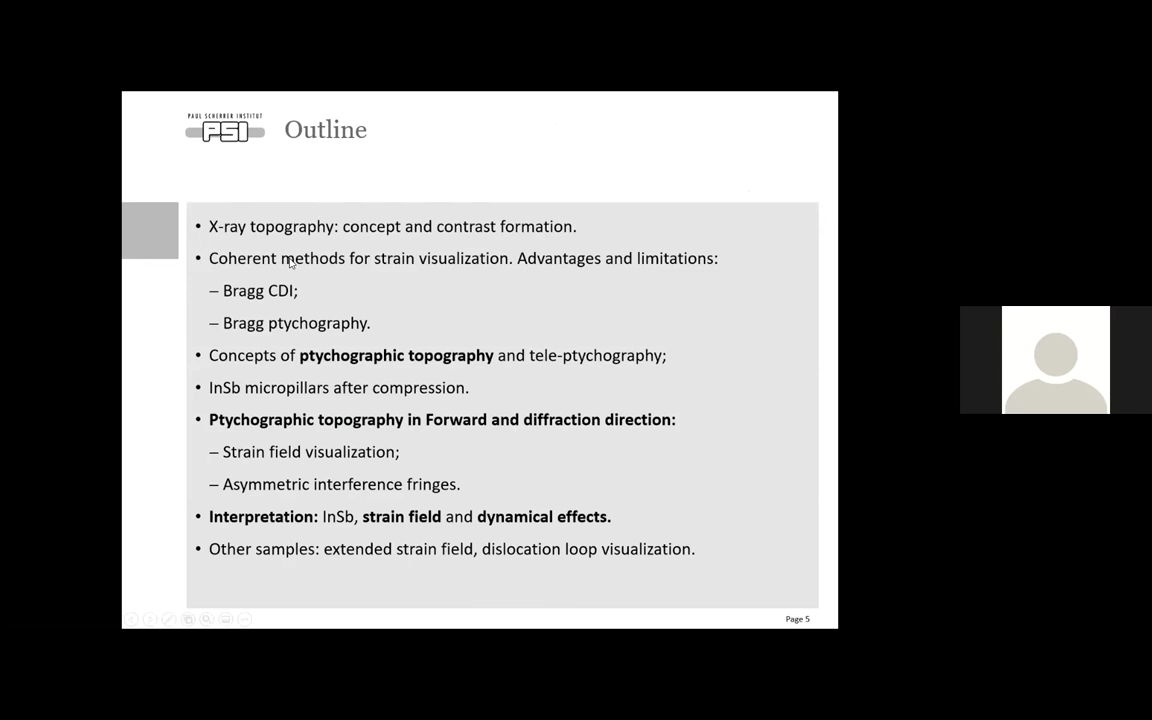 PAUL SCHERRER INSTITUT
PSI
Outline
• X-ray topography: concept and contrast formation.
• Coherent methods for strain visualization. Advantages and limitations:
– Bragg CDI;
– Bragg ptychography.
• Concepts of ptychographic topography and tele-ptychography;
• InSb micropillars after compression.
• Ptychographic topography in Forward and diffraction direction:
– Strain field visualization;
– Asymmetric interference fringes.
• Interpretation: InSb, strain field and dynamical effects.
• Other samples: extended strain field, dislocation loop visualization.
Page 5